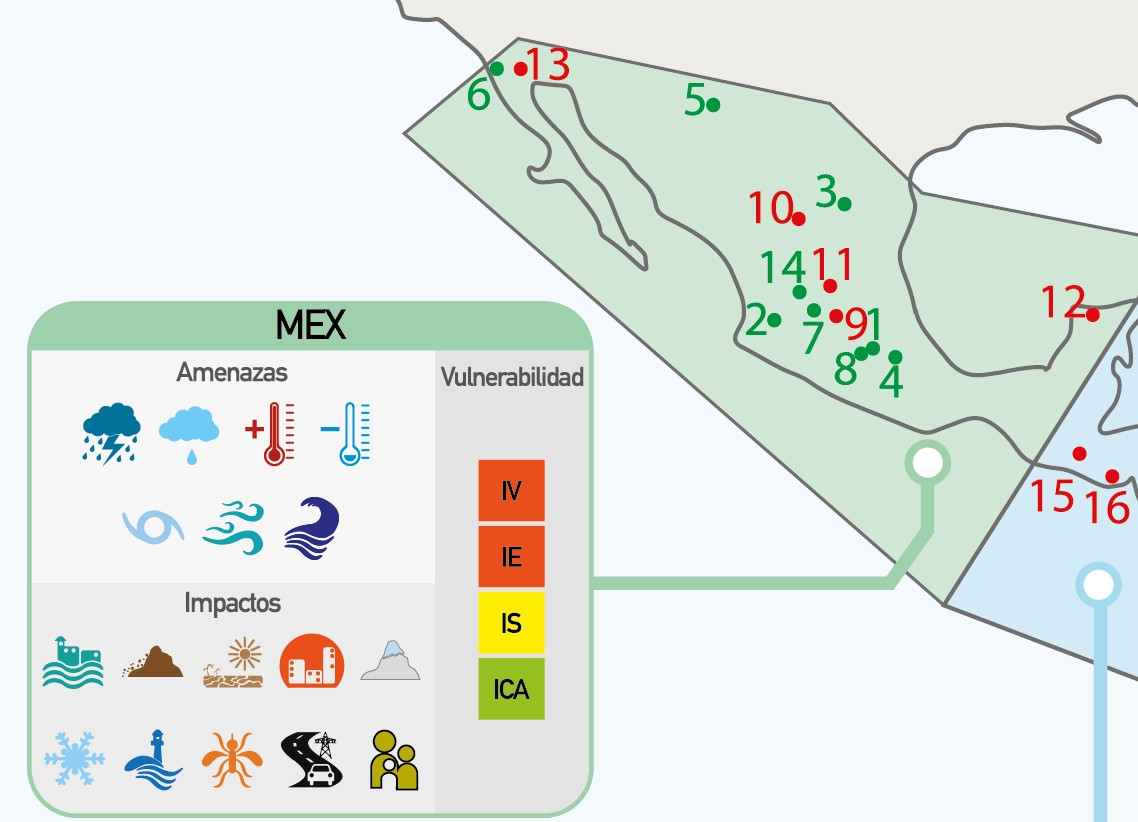 13
6
5
3
10
14 11
12
2
7
9 1
8
4
15 16
MEX
Amenazas
Vulnerabilidad
+
−
IV
IE
IS
ICA
Impactos